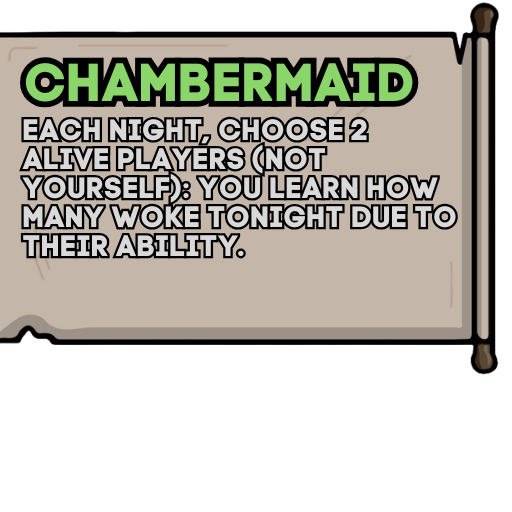 CHAMBERMAID
EACH NIGHT, CHOOSE 2
ALIVE PLAYERS (NOT
YOURSELF): YOU LEARN HOW
MANY WOKE TONIGHT DUE TO
THEIR ABILITY.